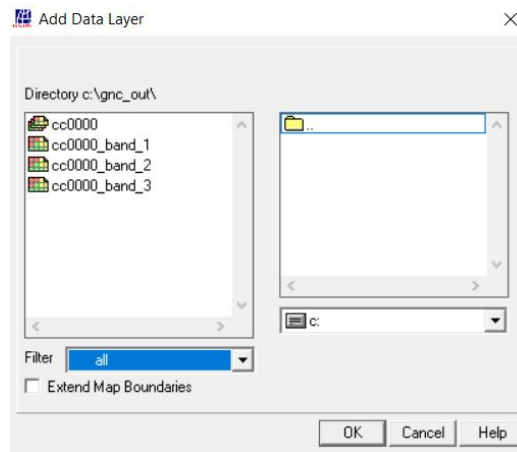 Add Data Layer
Directory c:\gnc_out\
cc0000
cc0000_band_1
cc0000_band_2
cc0000_band_3
..
c:
Filter
all
Extend Map Boundaries
OK
Cancel
Help